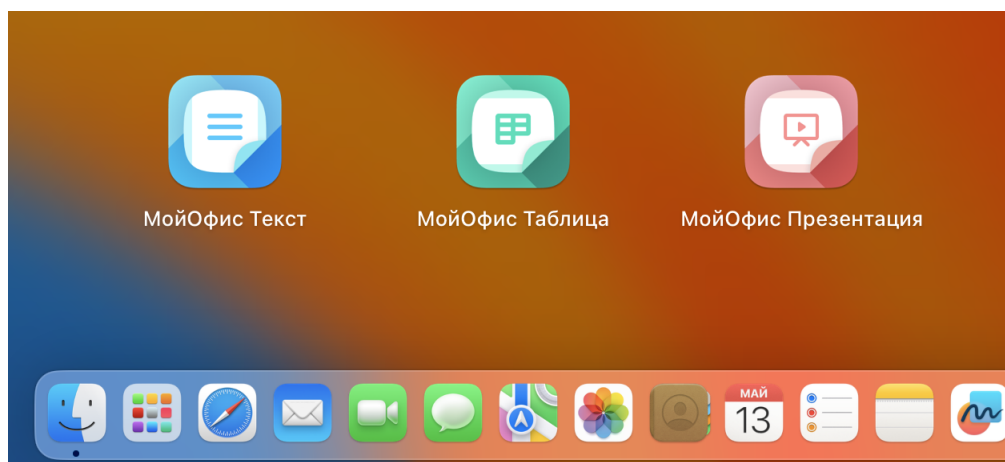 МойОфис Текст
МойОфис Таблица
МойОфис Презентация
МАЙ
13